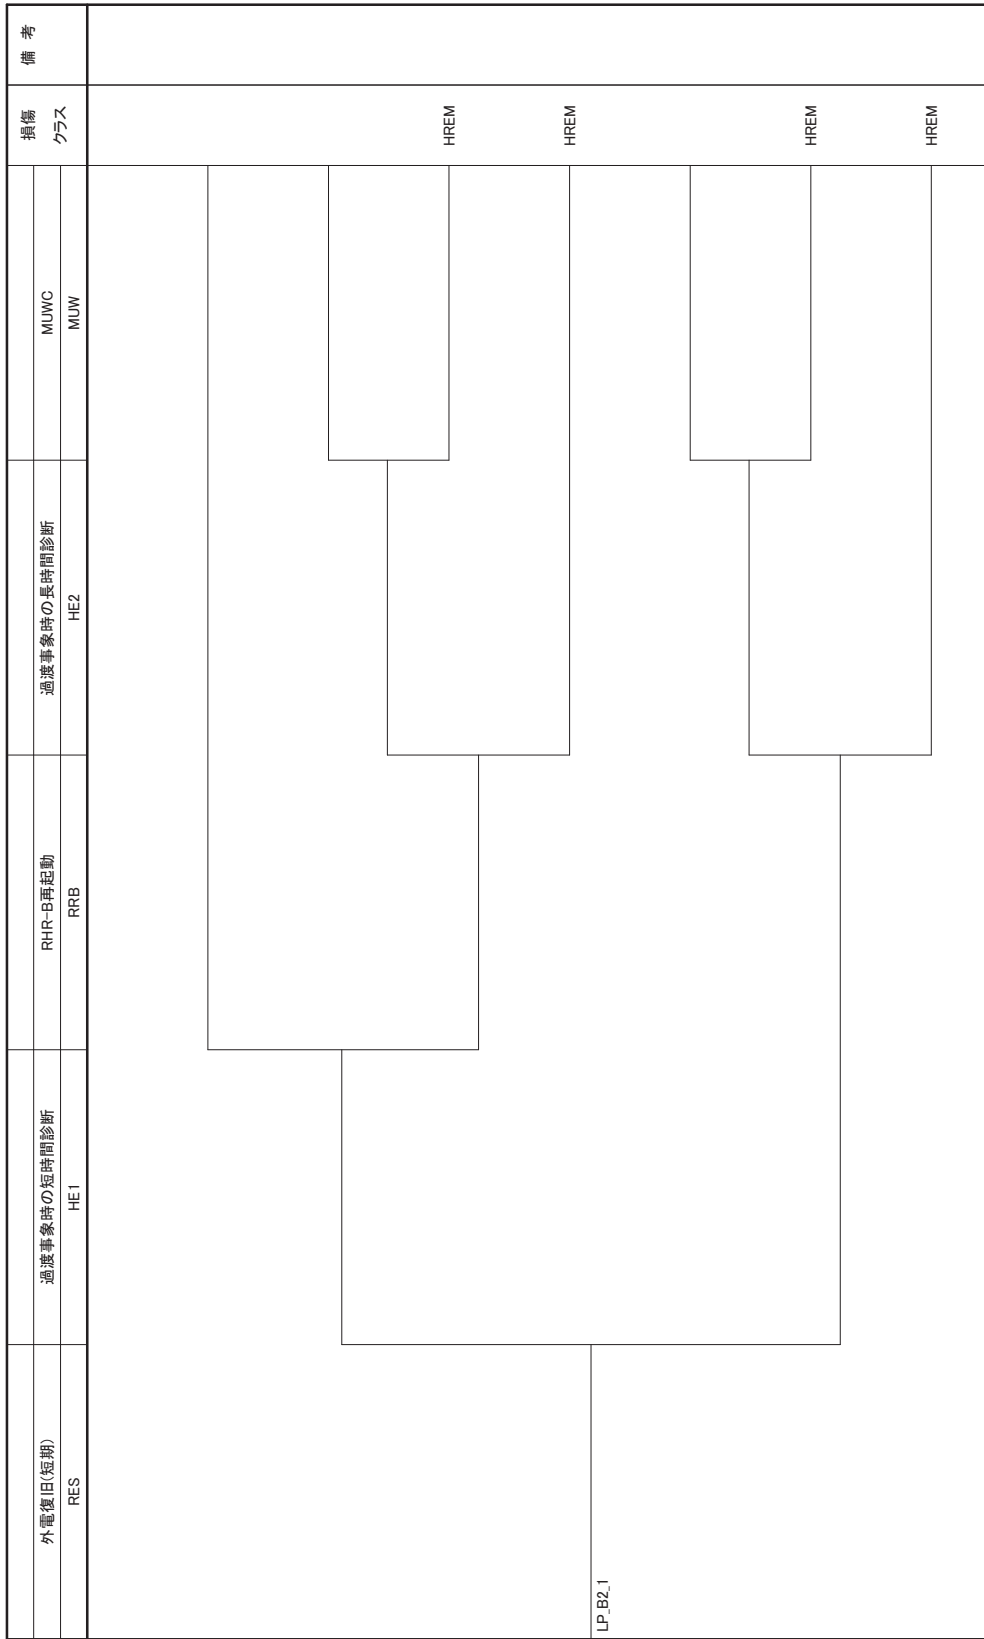 外電復旧(短期)
RES
過渡事象時の短時間診断
HE1
RHR-B再起動
RRB
過渡事象時の長時間診断
HE2
MUWC
MUW
損傷
クラス
備 考
HREM
HREM
HREM
HREM
LP_B2_1